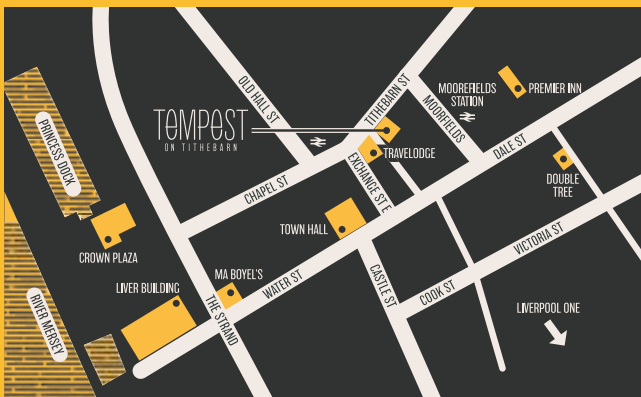 OLD HALL ST
TITHEBARN ST
MOOREFIELDS
STATION
PREMIER INN
MOORFIELDS
TEMPEST
ON TITHEBARN
PRINCESS DOCK
TRAVELODGE
DALE ST
EXCHANGE ST E
CHAPEL ST
DOUBLE
TREE
TOWN HALL
VICTORIA ST
CROWN PLAZA
MA BOYEL'S
WATER ST
CASTLE ST
COOK ST
LIVER BUILDING
THE STRAND
RIVER MERSEY
LIVERPOOL ONE